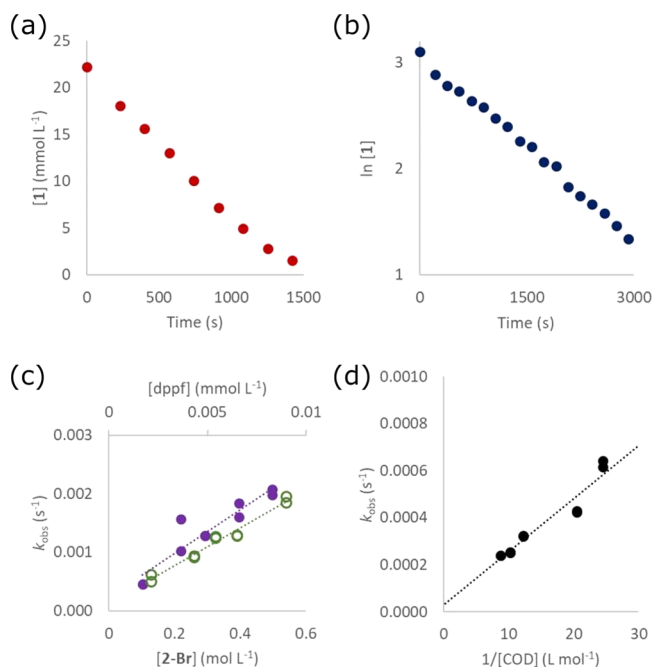 (a)
25
20
15
10
5
0
[1] (mmol L⁻¹)
0 500 1000 1500
Time (s)
(b)
3
2
1
ln [1]
0 1500 3000
Time (s)
(c)
[dppf] (mmol L⁻¹)
0 0.005 0.01
0.003
0.002
0.001
0.000
k_obs (s⁻¹)
0 0.2 0.4 0.6
[2-Br] (mol L⁻¹)
(d)
0.0010
0.0008
0.0006
0.0004
0.0002
0.0000
k_obs (s⁻¹)
0 10 20 30
1/[COD] (L mol⁻¹)